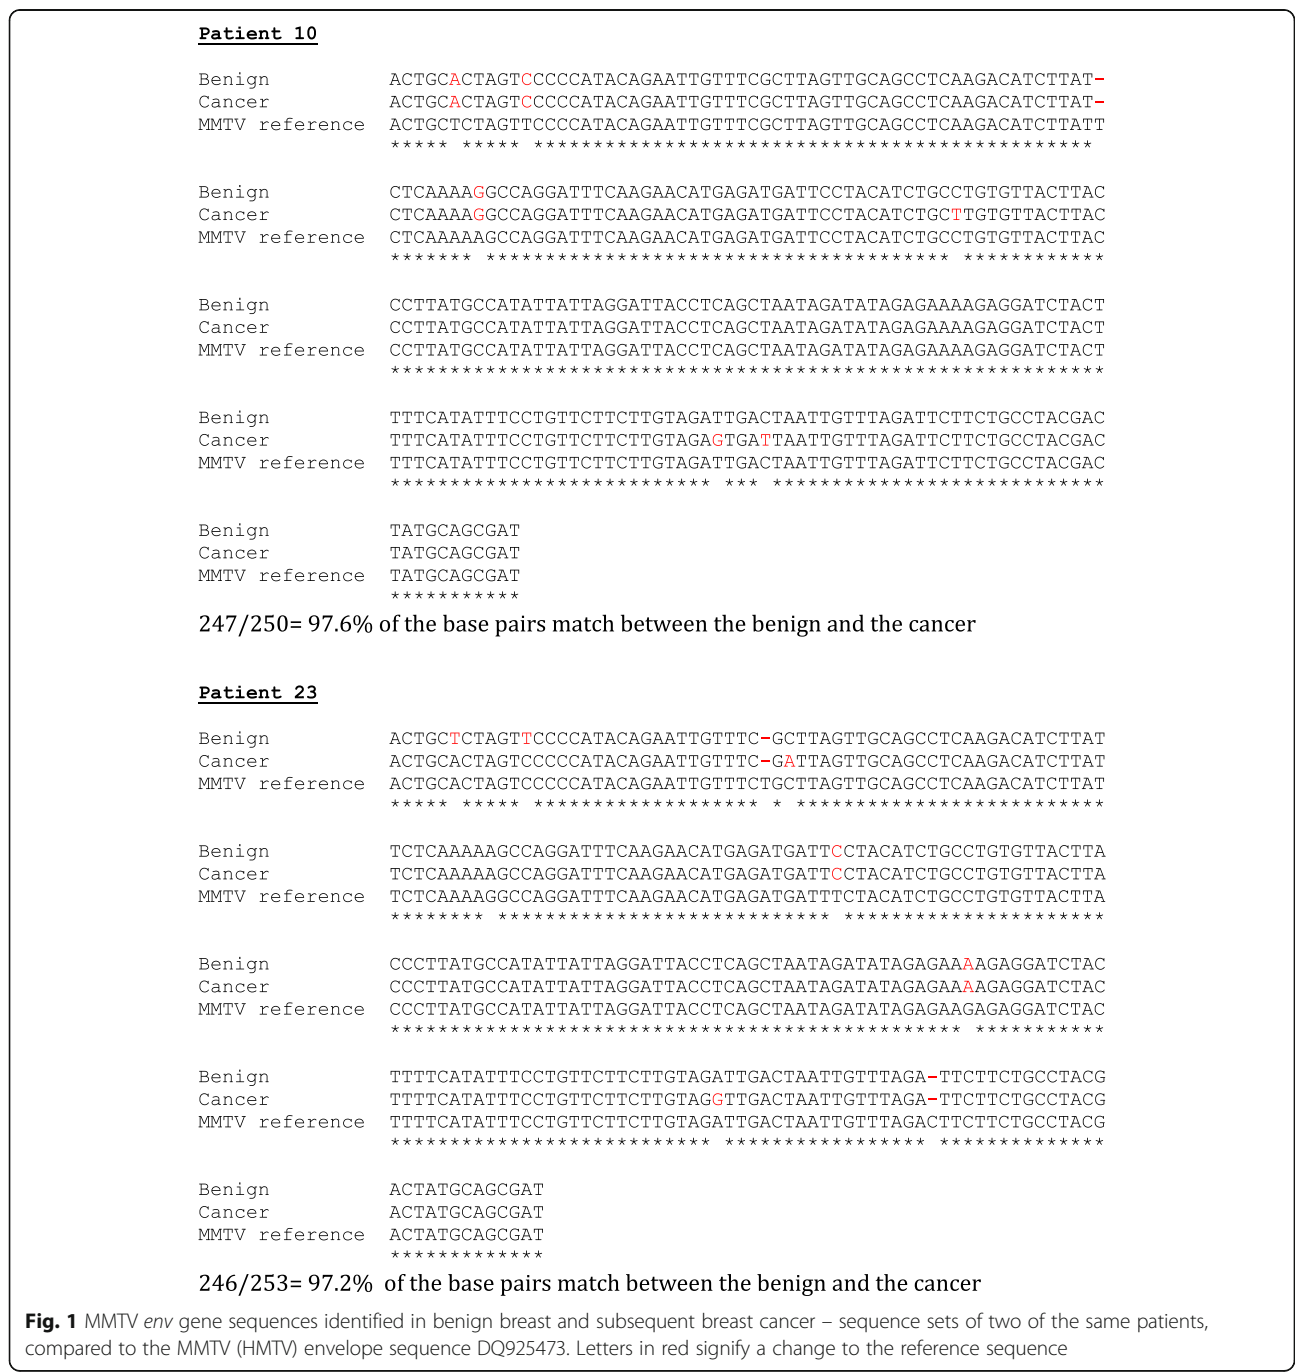 Patient 10
Benign ACTGCACTAGTCCCCCATACAGAATTGTTTCGCTTAGTTGCAGCCTCAAGACATCTTAT-
Cancer ACTGCACTAGTCCCCCATACAGAATTGTTTCGCTTAGTTGCAGCCTCAAGACATCTTAT-
MMTV reference ACTGCTCTAGTTCCCCATACAGAATTGTTTCGCTTAGTTGCAGCCTCAAGACATCTTATT
***** ***** ***********************************************
Benign CTCAAAAGGCCAGGATTTCAAGAACATGAGATGATTCCTACATCTGCCTGTGTTACTTAC
Cancer CTCAAAAGGCCAGGATTTCAAGAACATGAGATGATTCCTACATCTGCTTGTGTTACTTAC
MMTV reference CTCAAAAAGCCAGGATTTCAAGAACATGAGATGATTCCTACATCTGCCTGTGTTACTTAC
******* *************************************** ************
Benign CCTTATGCCATATTATTAGGATTACCTCAGCTAATAGATATAGAGAAAAGAGGATCTACT
Cancer CCTTATGCCATATTATTAGGATTACCTCAGCTAATAGATATAGAGAAAAGAGGATCTACT
MMTV reference CCTTATGCCATATTATTAGGATTACCTCAGCTAATAGATATAGAGAAAAGAGGATCTACT
************************************************************
Benign TTTCATATTTCCTGTTCTTCTTGTAGATTGACTAATTGTTTAGATTCTTCTGCCTACGAC
Cancer TTTCATATTTCCTGTTCTTCTTGTAGAGTGATTAATTGTTTAGATTCTTCTGCCTACGAC
MMTV reference TTTCATATTTCCTGTTCTTCTTGTAGATTGACTAATTGTTTAGATTCTTCTGCCTACGAC
*************************** *** ****************************
Benign TATGCAGCGAT
Cancer TATGCAGCGAT
MMTV reference TATGCAGCGAT
***********
247/250= 97.6% of the base pairs match between the benign and the cancer
Patient 23
Benign ACTGCTCTAGTTCCCCATACAGAATTGTTTC-GCTTAGTTGCAGCCTCAAGACATCTTAT
Cancer ACTGCACTAGTCCCCCATACAGAATTGTTTC-GATTAGTTGCAGCCTCAAGACATCTTAT
MMTV reference ACTGCACTAGTCCCCCATACAGAATTGTTTCTGCTTAGTTGCAGCCTCAAGACATCTTAT
***** ***** ******************* * **************************
Benign TCTCAAAAAGCCAGGATTTCAAGAACATGAGATGATTCCTACATCTGCCTGTGTTACTTA
Cancer TCTCAAAAAGCCAGGATTTCAAGAACATGAGATGATTCCTACATCTGCCTGTGTTACTTA
MMTV reference TCTCAAAAGGCCAGGATTTCAAGAACATGAGATGATTTCTACATCTGCCTGTGTTACTTA
******** **************************** **********************
Benign CCCTTATGCCATATTATTAGGATTACCTCAGCTAATAGATATAGAGAAAAGAGGATCTAC
Cancer CCCTTATGCCATATTATTAGGATTACCTCAGCTAATAGATATAGAGAAAAGAGGATCTAC
MMTV reference CCCTTATGCCATATTATTAGGATTACCTCAGCTAATAGATATAGAGAAGAGAGGATCTAC
************************************************ ***********
Benign TTTTCATATTTCCTGTTCTTCTTGTAGATTGACTAATTGTTTAGA-TTCTTCTGCCTACG
Cancer TTTTCATATTTCCTGTTCTTCTTGTAGGTTGACTAATTGTTTAGA-TTCTTCTGCCTACG
MMTV reference TTTTCATATTTCCTGTTCTTCTTGTAGATTGACTAATTGTTTAGACTTCTTCTGCCTACG
*************************** ***************** **************
Benign ACTATGCAGCGAT
Cancer ACTATGCAGCGAT
MMTV reference ACTATGCAGCGAT
*************
246/253= 97.2% of the base pairs match between the benign and the cancer
Fig. 1 MMTV env gene sequences identified in benign breast and subsequent breast cancer – sequence sets of two of the same patients,
compared to the MMTV (HMTV) envelope sequence DQ925473. Letters in red signify a change to the reference sequence